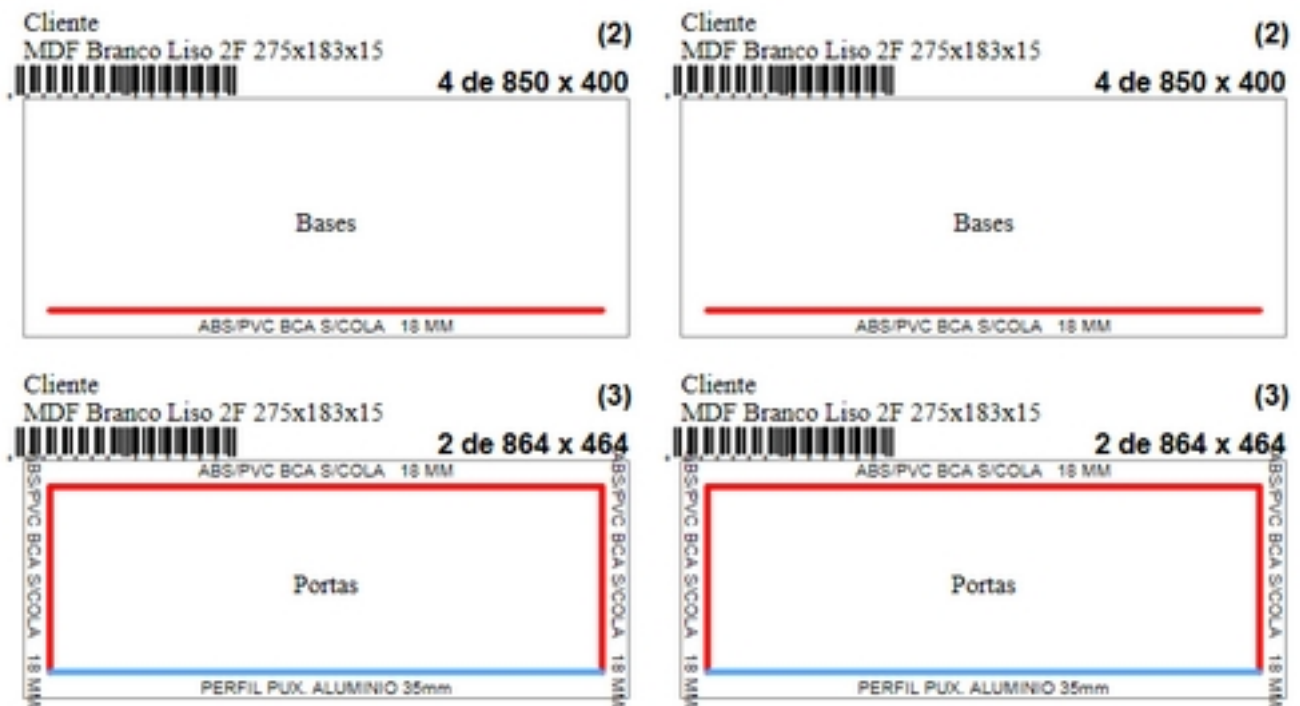 Cliente
(2)
MDF Branco Liso 2F 275x183x15
4 de 850 x 400
Bases
ABS/PVC BCA S/COLA 18 MM
Cliente
(2)
MDF Branco Liso 2F 275x183x15
4 de 850 x 400
Bases
ABS/PVC BCA S/COLA 18 MM
Cliente
(3)
MDF Branco Liso 2F 275x183x15
2 de 864 x 464
ABS/PVC BCA S/COLA 18 MM
ABS/PVC BCA S/COLA 18 MM
Portas
ABS/PVC BCA S/COLA 18 MM
PERFIL PUX. ALUMINIO 35mm
Cliente
(3)
MDF Branco Liso 2F 275x183x15
2 de 864 x 464
ABS/PVC BCA S/COLA 18 MM
ABS/PVC BCA S/COLA 18 MM
Portas
ABS/PVC BCA S/COLA 18 MM
PERFIL PUX. ALUMINIO 35mm